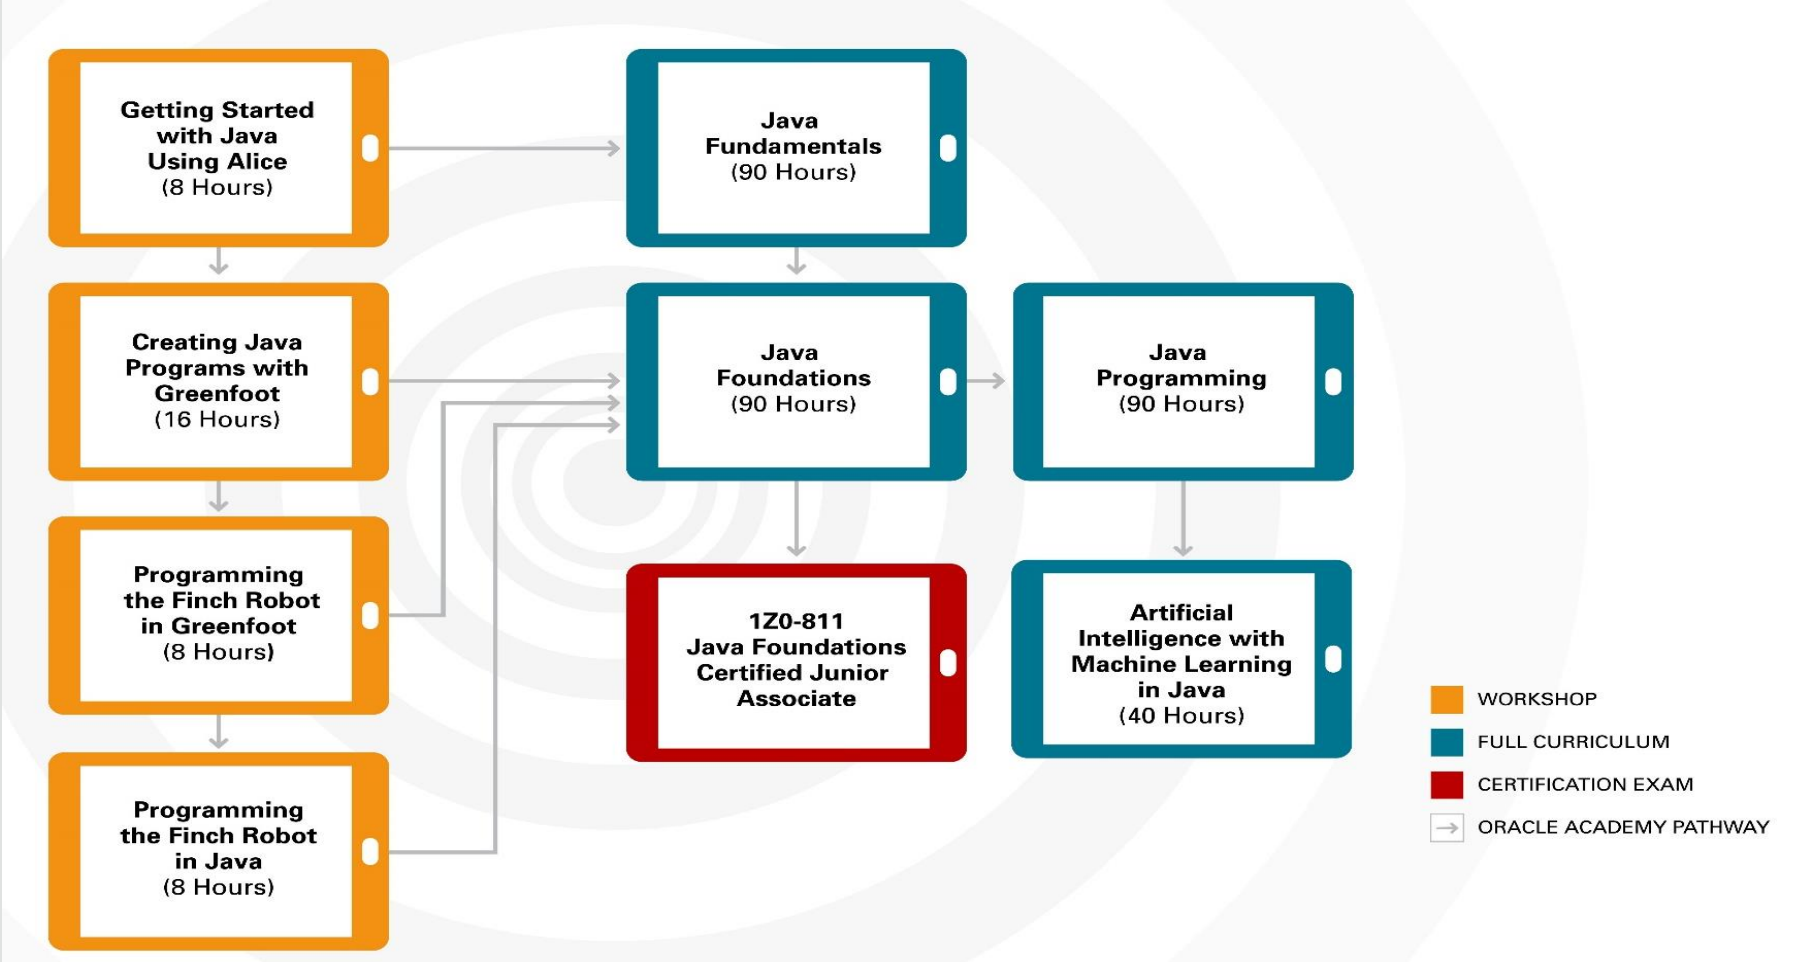 Getting Started
with Java
Using Alice
(8 Hours)
Java
Fundamentals
(90 Hours)
Creating Java
Programs with
Greenfoot
(16 Hours)
Java
Foundations
(90 Hours)
Java
Programming
(90 Hours)
Programming
the Finch Robot
in Greenfoot
(8 Hours)
1Z0-811
Java Foundations
Certified Junior
Associate
Artificial
Intelligence with
Machine Learning
in Java
(40 Hours)
Programming
the Finch Robot
in Java
(8 Hours)
WORKSHOP
FULL CURRICULUM
CERTIFICATION EXAM
ORACLE ACADEMY PATHWAY